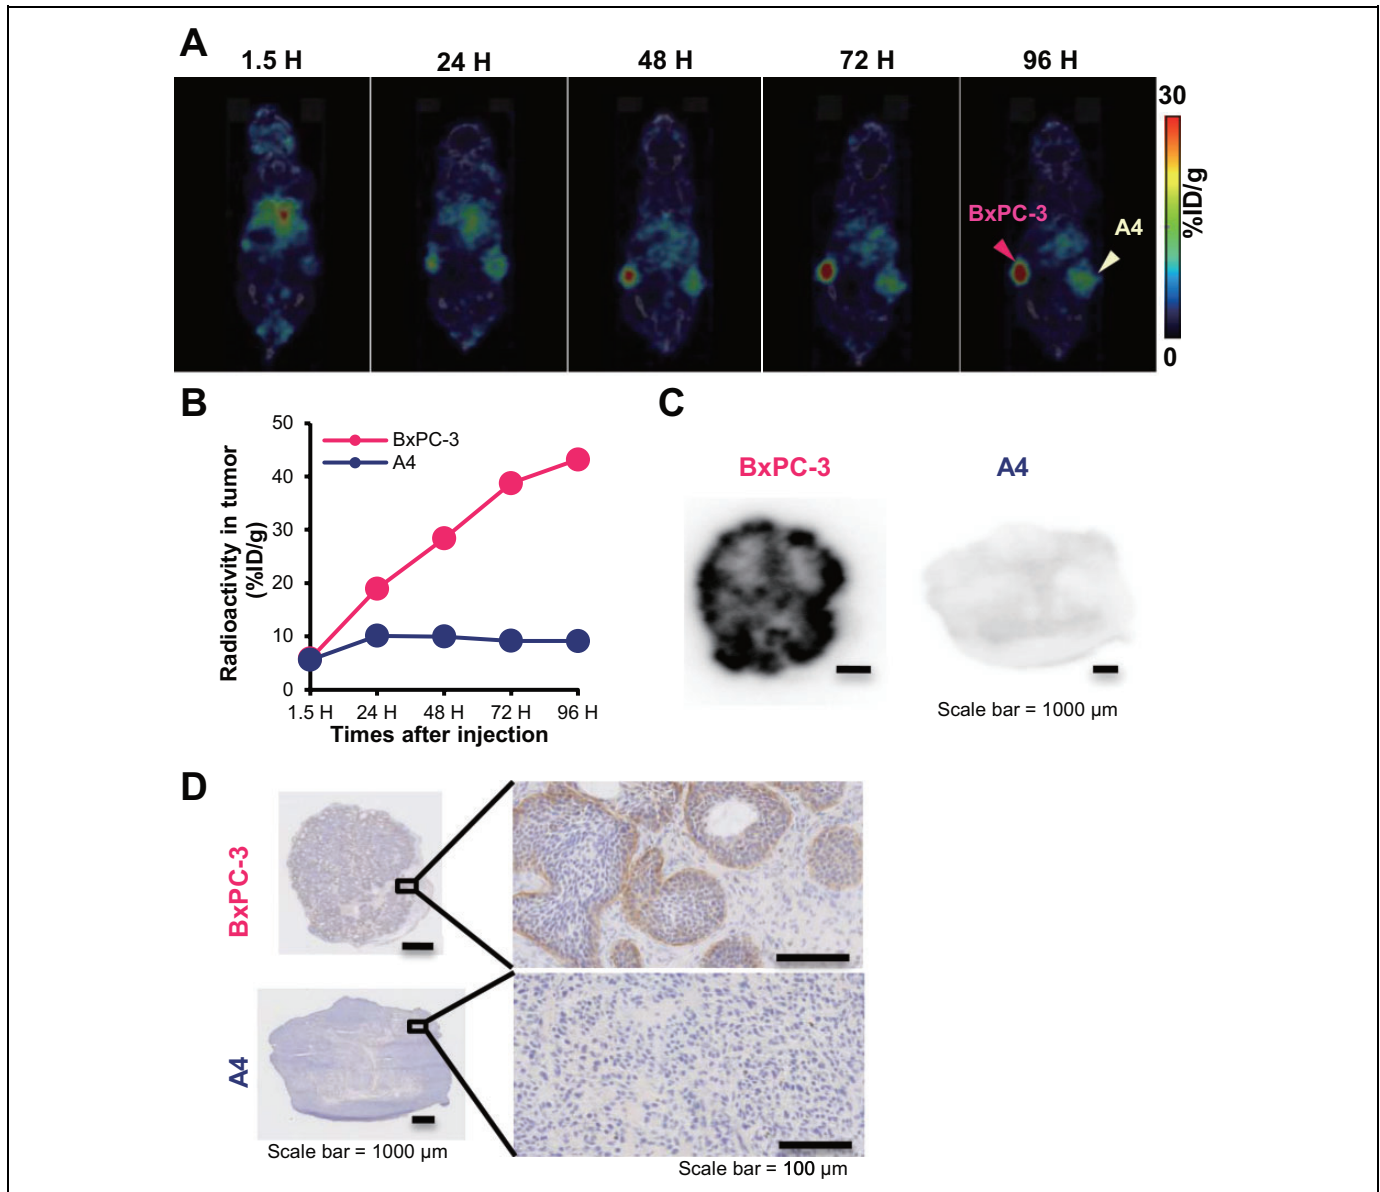 A
1.5 H
24 H
48 H
72 H
96 H
30
%ID/g
0
BxPC-3
A4
B
50
40
30
20
10
0
Radioactivity in tumor
(%ID/g)
BxPC-3
A4
1.5 H
24 H
48 H
72 H
96 H
Times after injection
C
BxPC-3
A4
Scale bar = 1000 µm
D
BxPC-3
A4
Scale bar = 1000 µm
Scale bar = 100 µm